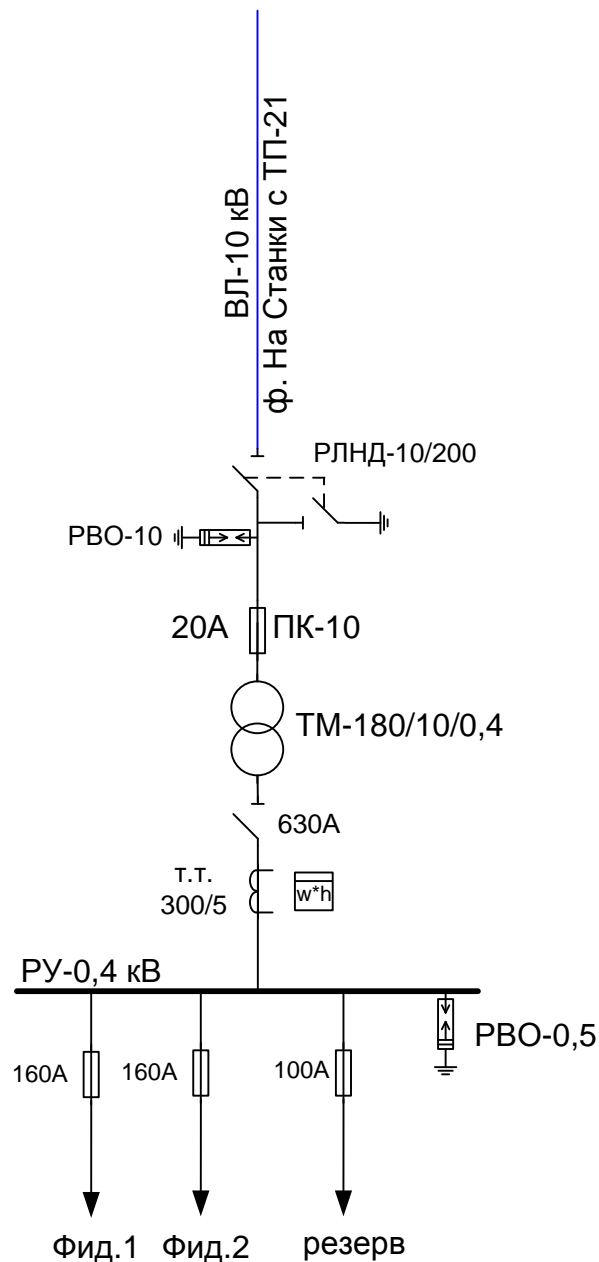 ВЛ-10 кВ
ф. На Станки с ТП-21
РЛНД-10/200
РВО-10
20А
ПК-10
ТМ-180/10/0,4
630А
т.т.
300/5
w*h
РУ-0,4 кВ
РВО-0,5
160А
160А
100А
Фид.1
Фид.2
резерв